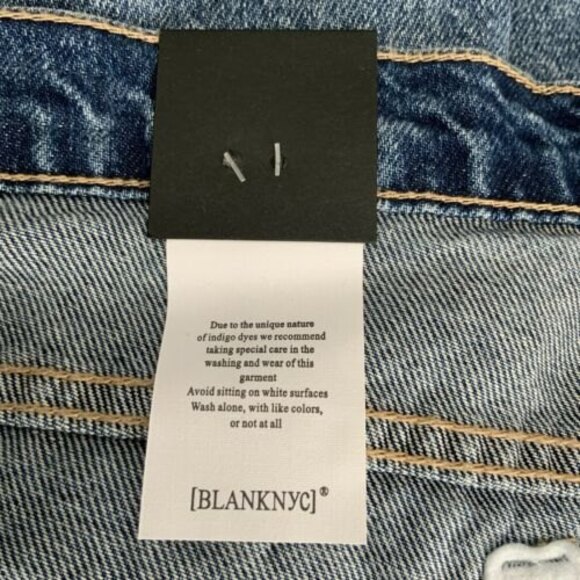 Due to the unique nature
of indigo dyes we recommend
taking special care in the
washing and wear of this
garment
Avoid sitting on white surfaces
Wash alone, with like colors,
or not at all
[BLANKNYC]®